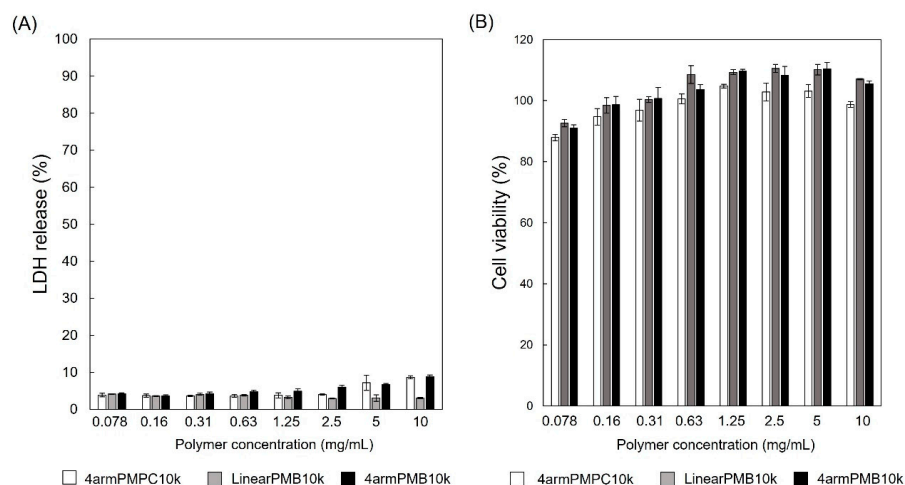 (A)
LDH release (%)
100
90
80
70
60
50
40
30
20
10
0
0.078 0.16 0.31 0.63 1.25 2.5 5 10
Polymer concentration (mg/mL)
4armPMPC10k LinearPMB10k 4armPMB10k
(B)
Cell viability (%)
120
100
80
60
40
20
0
0.078 0.16 0.31 0.63 1.25 2.5 5 10
Polymer concentration (mg/mL)
4armPMPC10k LinearPMB10k 4armPMB10k